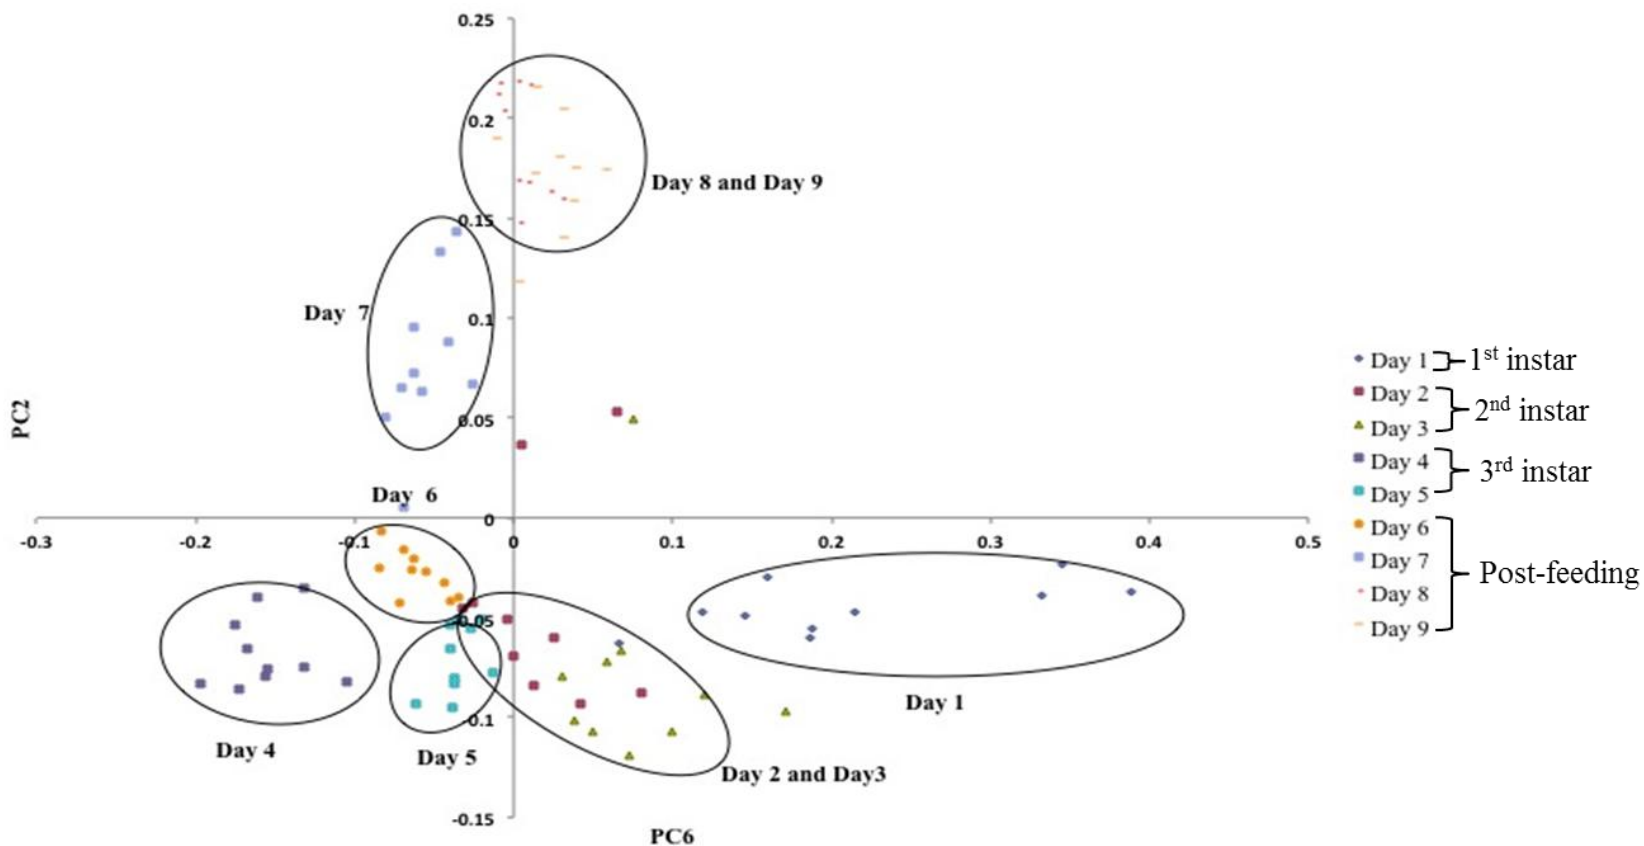 0.25
0.2
Day 8 and Day 9
0.15
Day 7
0.1
Day 1 1st instar
Day 2
2nd instar
Day 3
PC2
0.05
Day 4
3rd instar
Day 5
Day 6
0
Day 6
-0.3 -0.2 -0.1 0 0.1 0.2 0.3 0.4 0.5
Day 7
Post-feeding
Day 8
Day 9
-0.05
Day 1
-0.1
Day 4
Day 5
Day 2 and Day3
-0.15
PC6